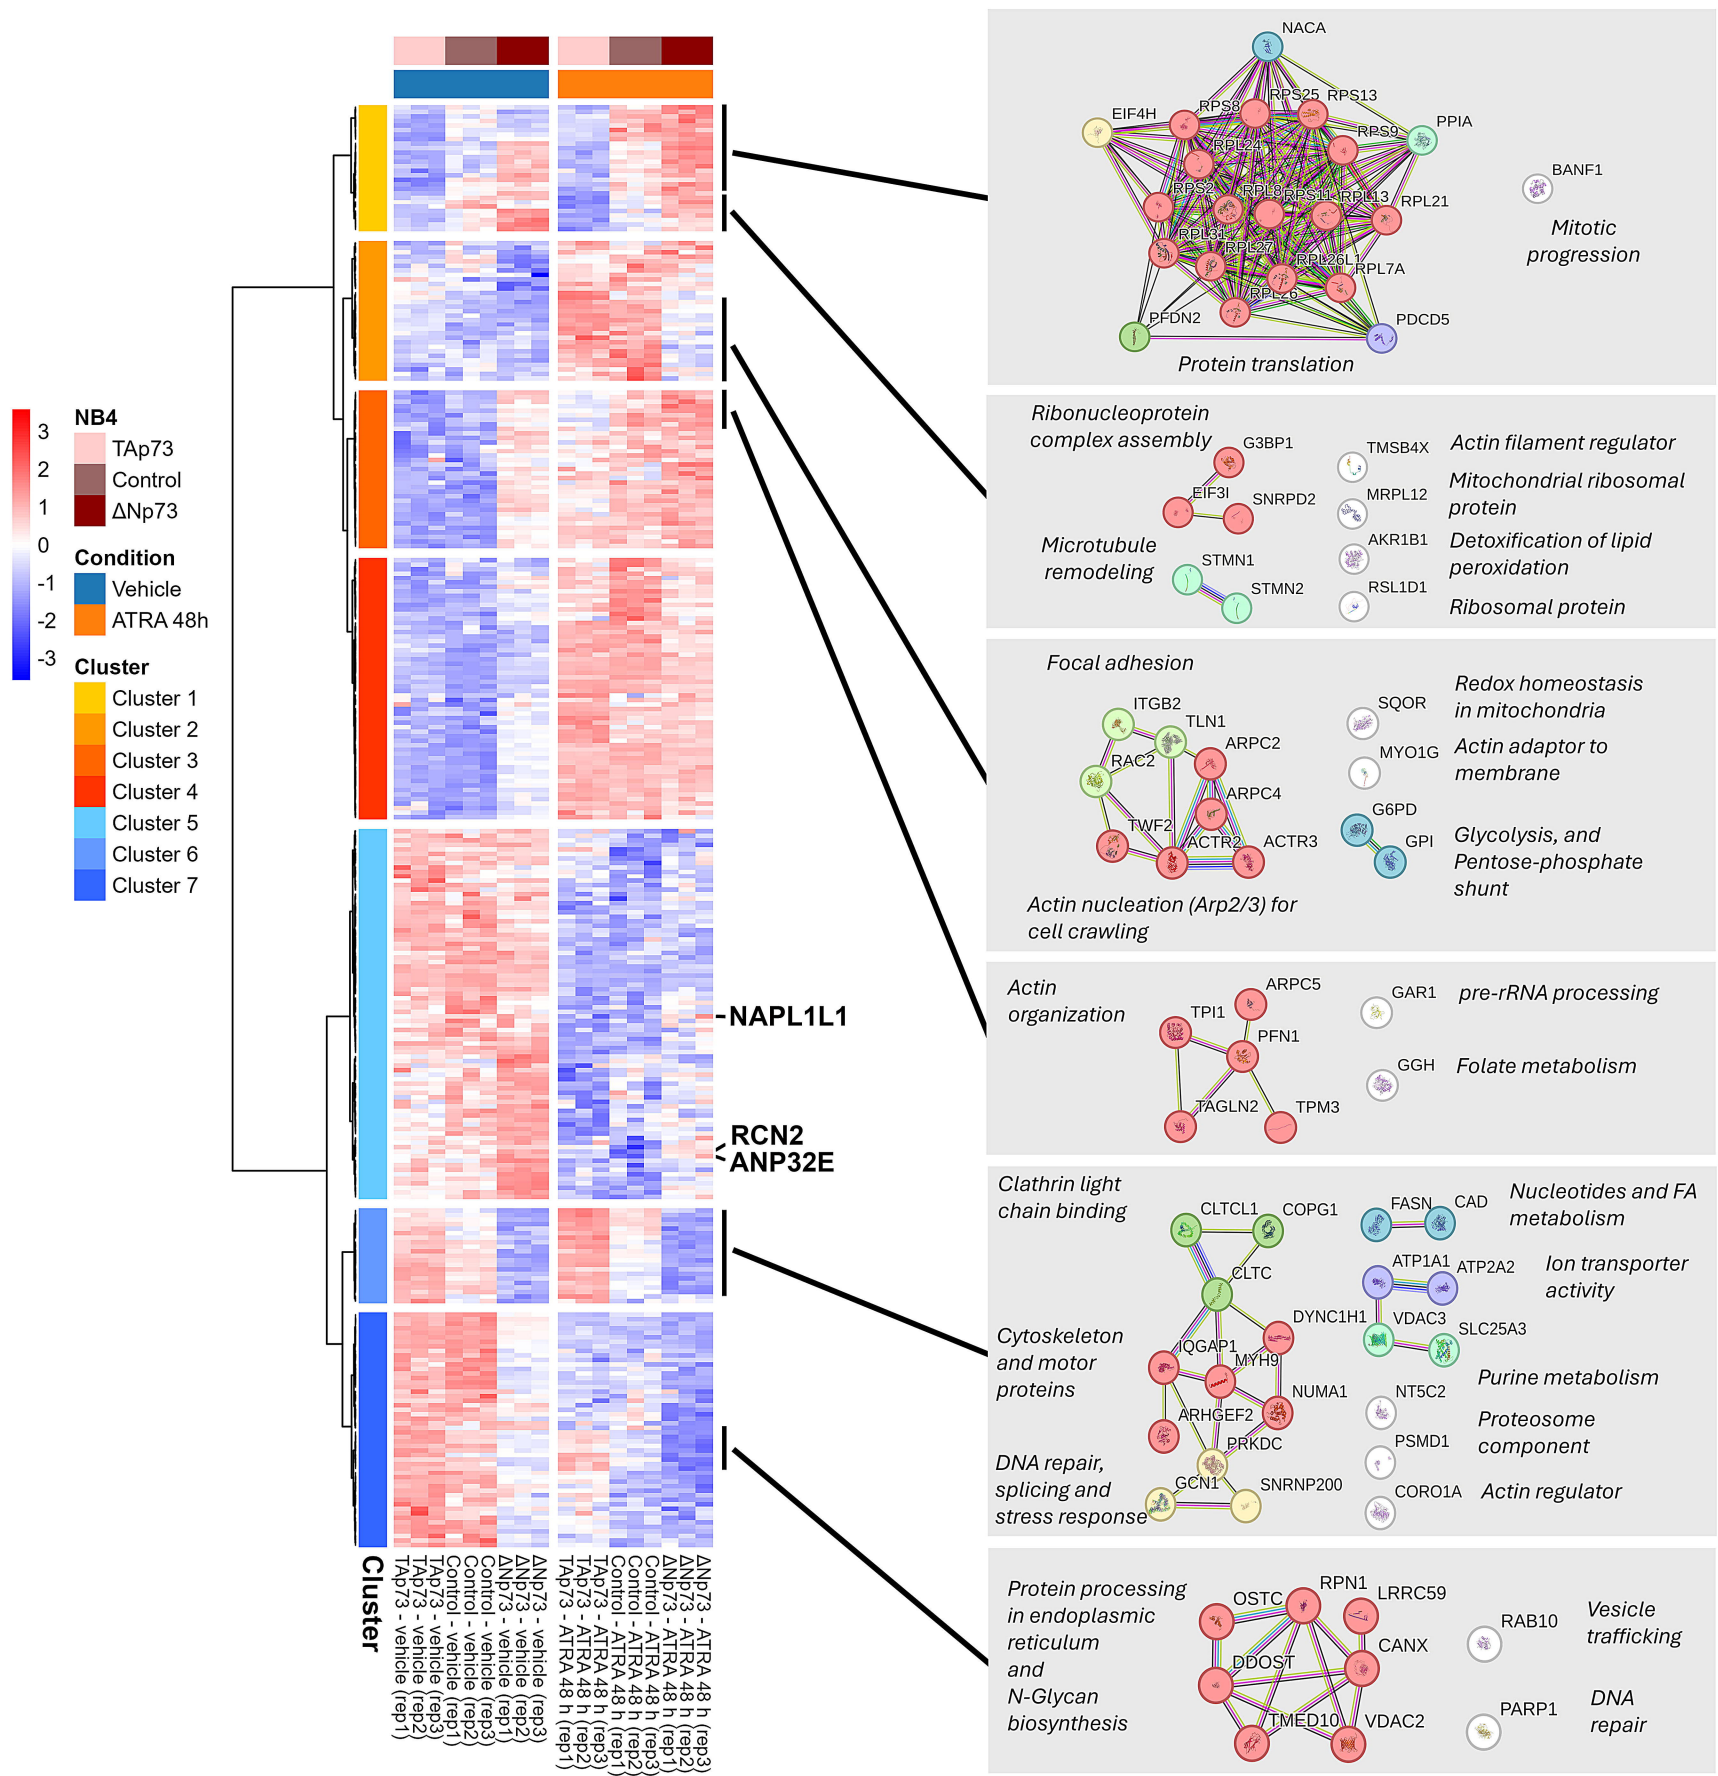 3
2
1
0
-1
-2
-3
NB4
TAp73
Control
ΔNp73
Condition
Vehicle
ATRA 48h
Cluster
Cluster 1
Cluster 2
Cluster 3
Cluster 4
Cluster 5
Cluster 6
Cluster 7
NAPL1L1
RCN2
ANP32E
Cluster
TAp73 - vehicle (rep1)
TAp73 - vehicle (rep2)
TAp73 - vehicle (rep3)
Control - vehicle (rep1)
Control - vehicle (rep2)
Control - vehicle (rep3)
ΔNp73 - vehicle (rep1)
ΔNp73 - vehicle (rep2)
ΔNp73 - vehicle (rep3)
TAp73 - ATRA 48 h (rep1)
TAp73 - ATRA 48 h (rep2)
TAp73 - ATRA 48 h (rep3)
Control - ATRA 48 h (rep1)
Control - ATRA 48 h (rep2)
Control - ATRA 48 h (rep3)
ΔNp73 - ATRA 48 h (rep1)
ΔNp73 - ATRA 48 h (rep2)
ΔNp73 - ATRA 48 h (rep3)
NACA
EIF4H
RPS8
RPS25
RPS13
RPS9
PPIA
RPL24
RPS2
RPL8
RPS11
RPL13
RPL21
RPL31
RPL27
RPL26L1
RPL7A
RPL26
PFDN2
PDCD5
Protein translation
BANF1
Mitotic
progression
Ribonucleoprotein
complex assembly
G3BP1
EIF3I
SNRPD2
Microtubule
remodeling
STMN1
STMN2
TMSB4X
Actin filament regulator
MRPL12
Mitochondrial ribosomal
protein
AKR1B1
Detoxification of lipid
peroxidation
RSL1D1
Ribosomal protein
Focal adhesion
ITGB2
TLN1
RAC2
ARPC2
ARPC4
TWF2
ACTR2
ACTR3
Actin nucleation (Arp2/3) for
cell crawling
SQOR
Redox homeostasis
in mitochondria
MYO1G
Actin adaptor to
membrane
G6PD
GPI
Glycolysis, and
Pentose-phosphate
shunt
Actin
organization
ARPC5
TPI1
PFN1
TAGLN2
TPM3
GAR1
pre-rRNA processing
GGH
Folate metabolism
Clathrin light
chain binding
CLTCL1
COPG1
CLTC
Cytoskeleton
and motor
proteins
DYNC1H1
IQGAP1
MYH9
NUMA1
ARHGEF2
PRKDC
DNA repair,
splicing and
stress response
GCN1
SNRNP200
FASN
CAD
Nucleotides and FA
metabolism
ATP1A1
ATP2A2
Ion transporter
activity
VDAC3
SLC25A3
Purine metabolism
NT5C2
Proteosome
component
PSMD1
CORO1A
Actin regulator
Protein processing
in endoplasmic
reticulum
and
N-Glycan
biosynthesis
OSTC
RPN1
LRRC59
CANX
DDOST
TMED10
VDAC2
RAB10
Vesicle
trafficking
PARP1
DNA
repair